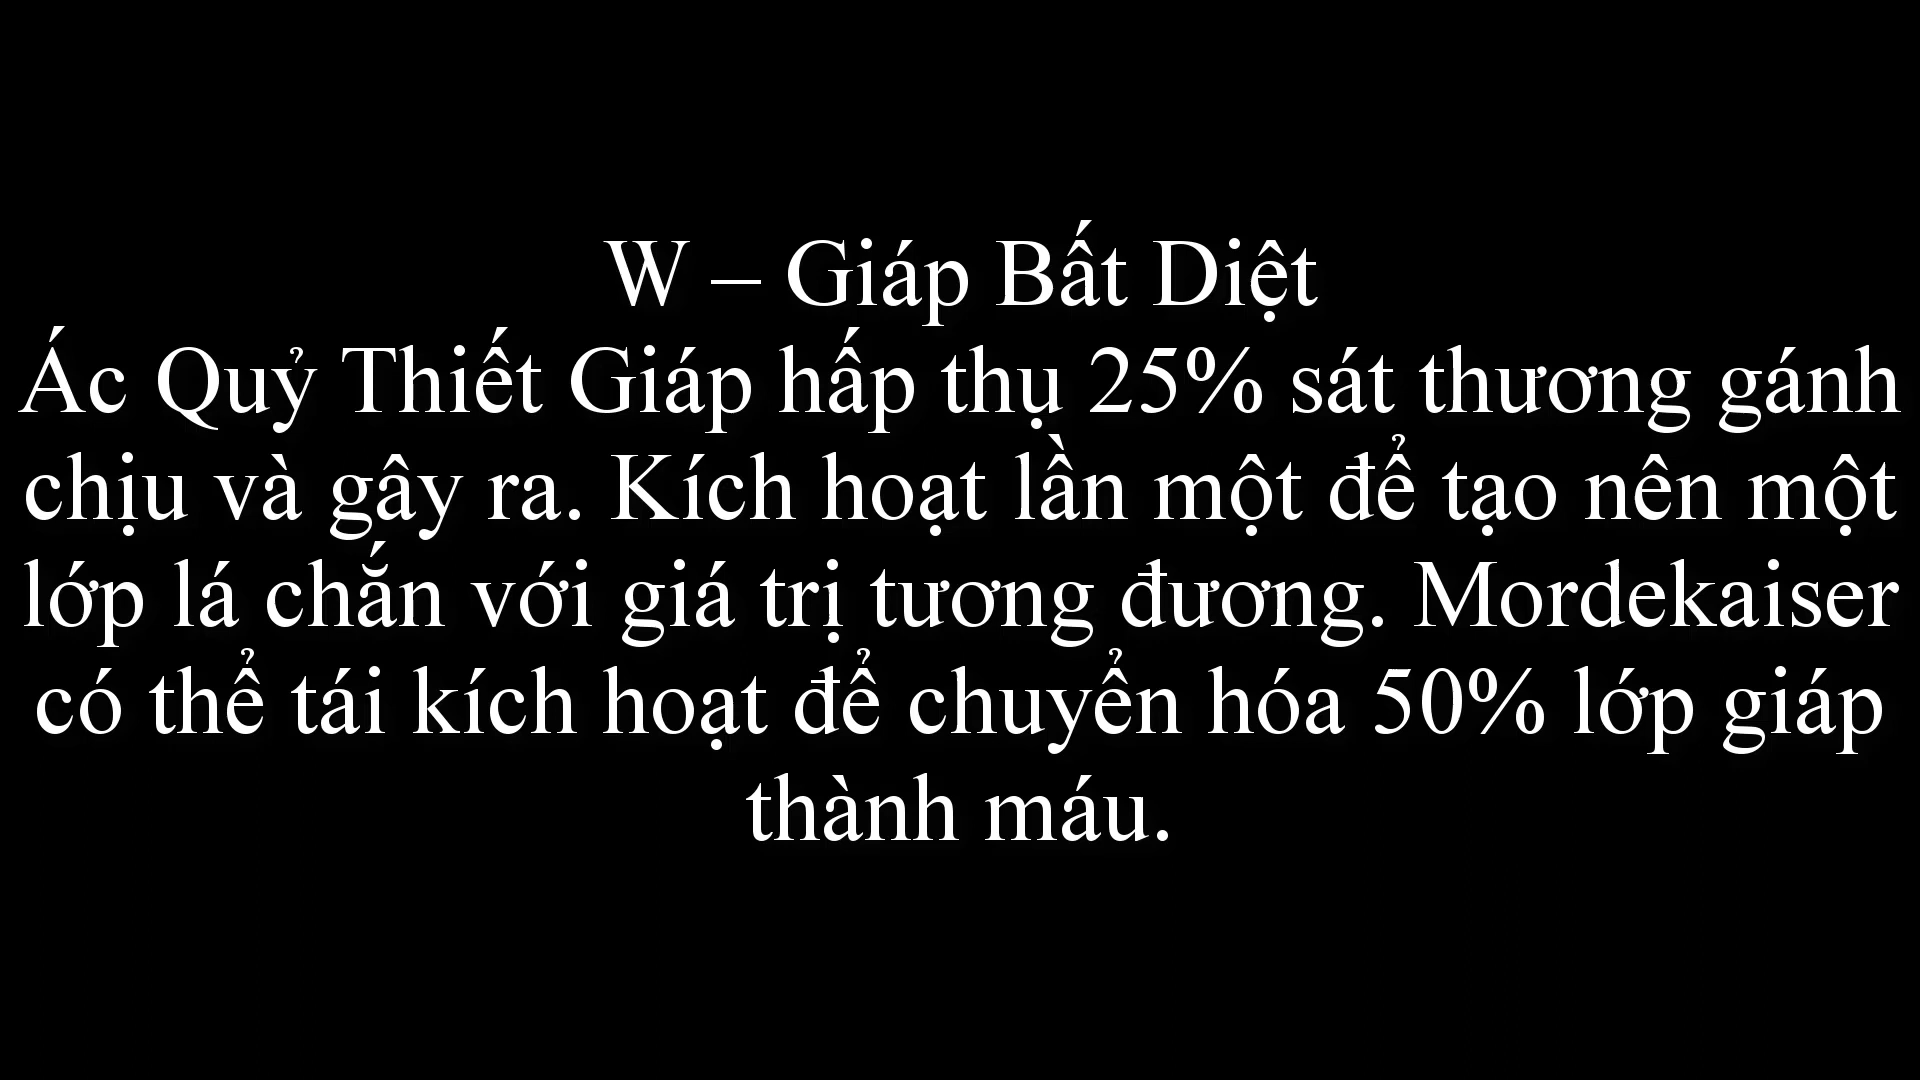 W – Giáp Bất Diệt
Ác Quỷ Thiết Giáp hấp thụ 25% sát thương gánh
chịu và gây ra. Kích hoạt lần một để tạo nên một
lớp lá chắn với giá trị tương đương. Mordekaiser
có thể tái kích hoạt để chuyển hóa 50% lớp giáp
thành máu.